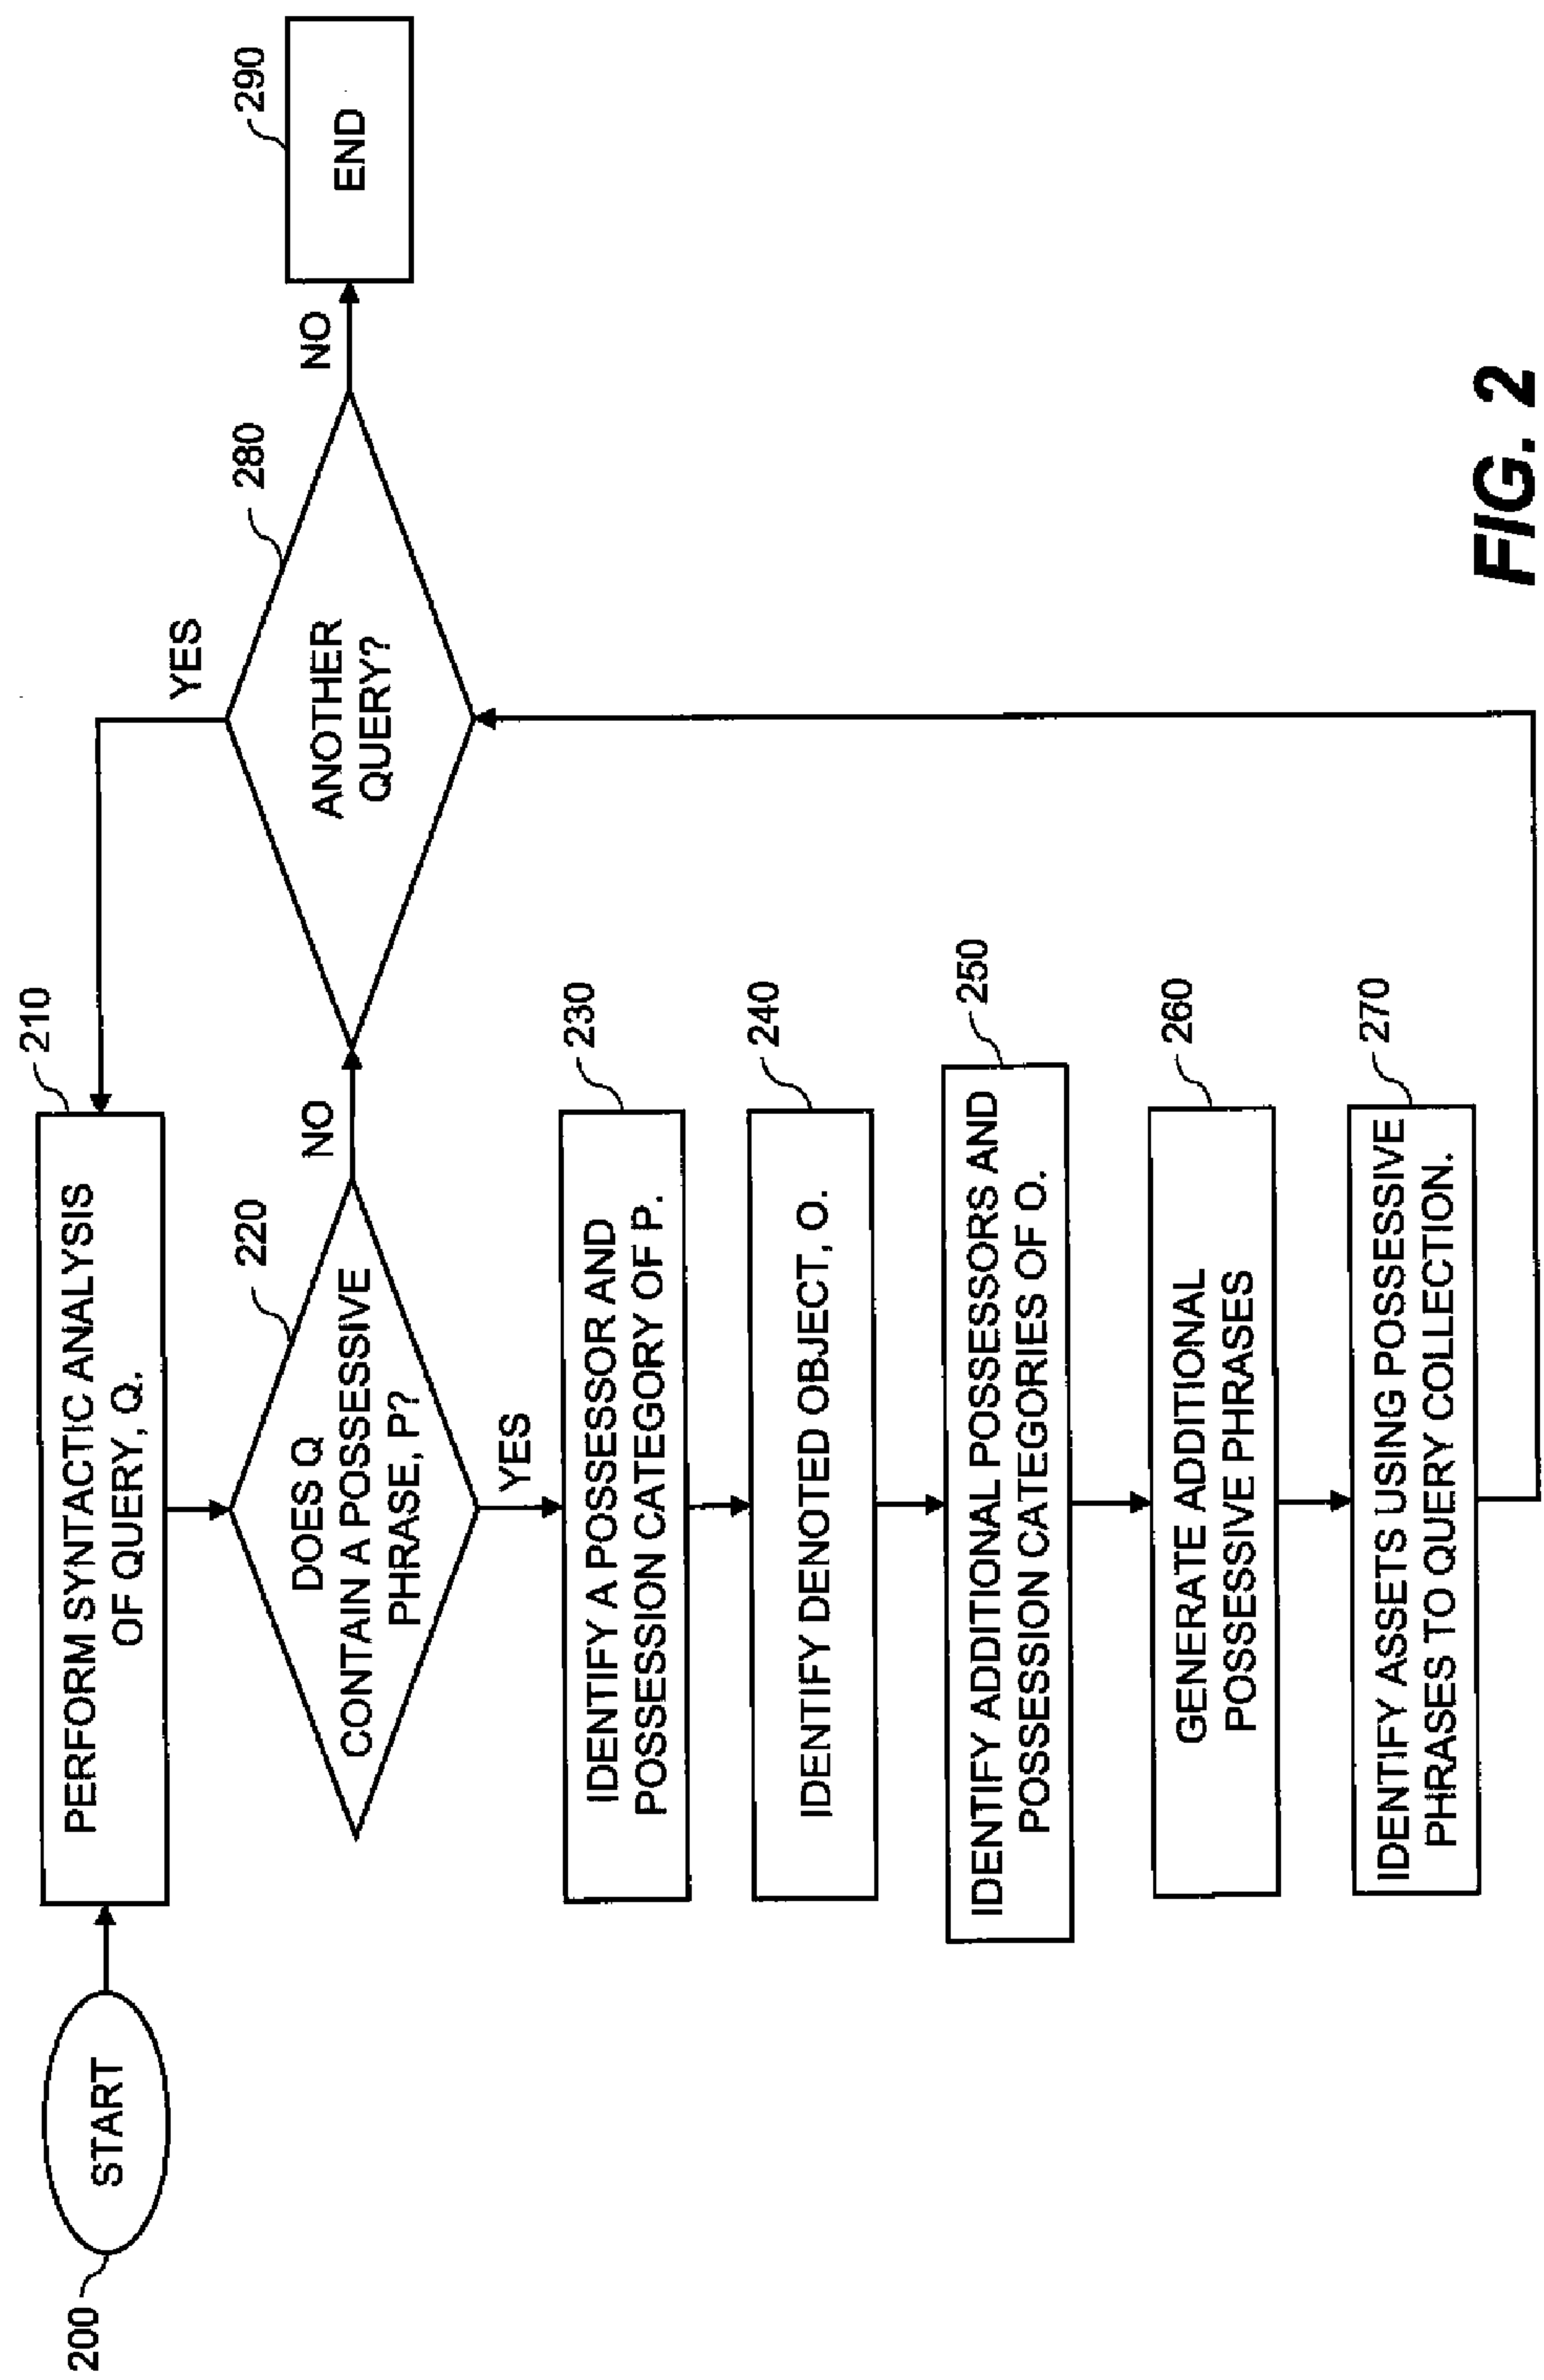 200
START
210
PERFORM SYNTACTIC ANALYSIS
OF QUERY, Q.
220
DOES Q
CONTAIN A POSSESSIVE
PHRASE, P?
NO
YES
230
IDENTIFY A POSSESSOR AND
POSSESSION CATEGORY OF P.
240
IDENTIFY DENOTED OBJECT, O.
250
IDENTIFY ADDITIONAL POSSESSORS AND
POSSESSION CATEGORIES OF O.
260
GENERATE ADDITIONAL
POSSESSIVE PHRASES
270
IDENTIFY ASSETS USING POSSESSIVE
PHRASES TO QUERY COLLECTION.
280
ANOTHER
QUERY?
YES
NO
290
END
FIG. 2